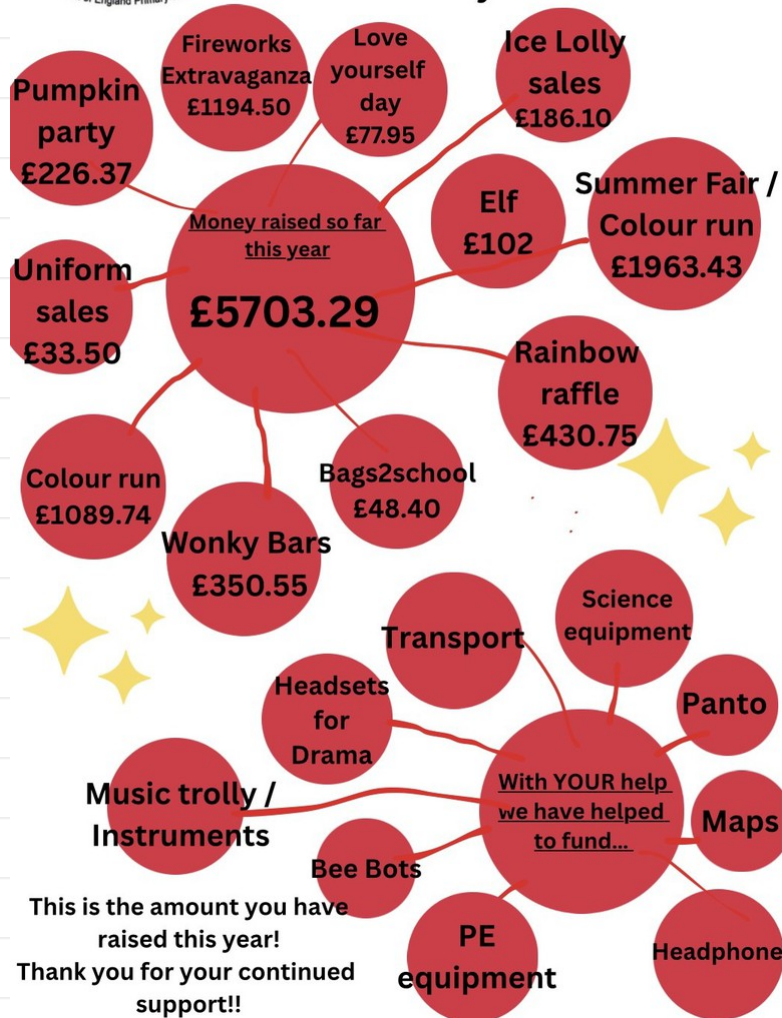 England Primary
Fireworks
Extravaganza
£1194.50
Love
yourself
day
£77.95
Ice Lolly
sales
£186.10
Pumpkin
party
£226.37
Elf
£102
Summer Fair /
Colour run
£1963.43
Money raised so far
this year
£5703.29
Uniform
sales
£33.50
Rainbow
raffle
£430.75
Colour run
£1089.74
Bags2school
£48.40
Wonky Bars
£350.55
Transport
Science
equipment
Headsets
for
Drama
Panto
With YOUR help
we have helped
to fund...
Music trolly /
Instruments
Maps
Bee Bots
PE
equipment
Headphone
This is the amount you have
raised this year!
Thank you for your continued
support!!